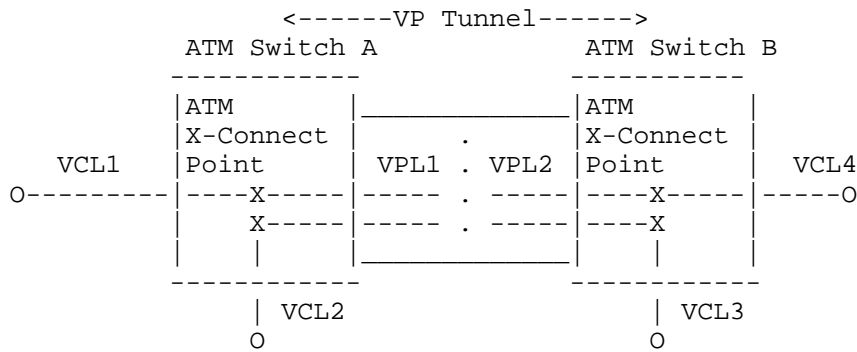 <------VP Tunnel------>
ATM Switch A ATM Switch B
ATM ATM
X-Connect . X-Connect
VCL1 Point VPL1 . VPL2 Point VCL4
O---------|----X-----|----- . -----|----X-----|-----O
X-----|----- . -----|----X
VCL2 VCL3
O O